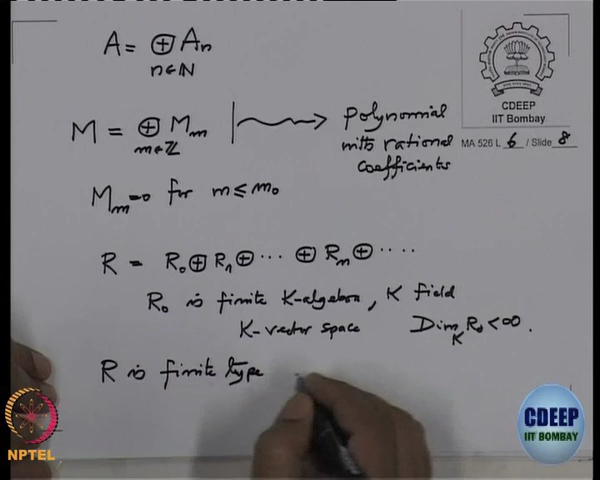 A = ⊕ Aₙ
n∈ℕ
M = ⊕ Mₘ |⟿ polynomial
m∈ℤ with rational
coefficients
Mₘ=0 for m ≤ m₀
R = R₀ ⊕ R₁ ⊕ ··· ⊕ Rₘ ⊕ ····
R₀ is finite K-algebra, K field
K-vector space Dim_K R₀ < ∞.
R is finite type
CDEEP
IIT Bombay
MA 526 L 6 / Slide 8
NPTEL
CDEEP
IIT BOMBAY